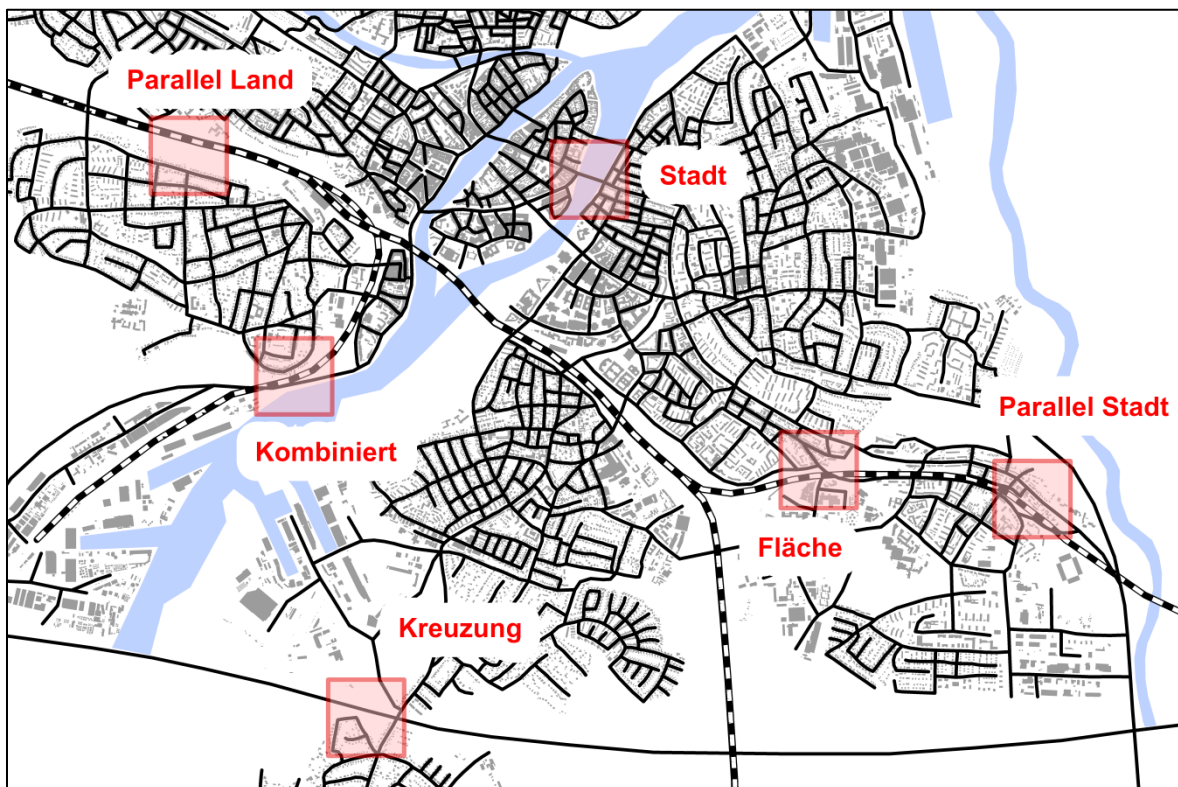 Parallel Land
Stadt
Parallel Stadt
Kombiniert
Fläche
Kreuzung